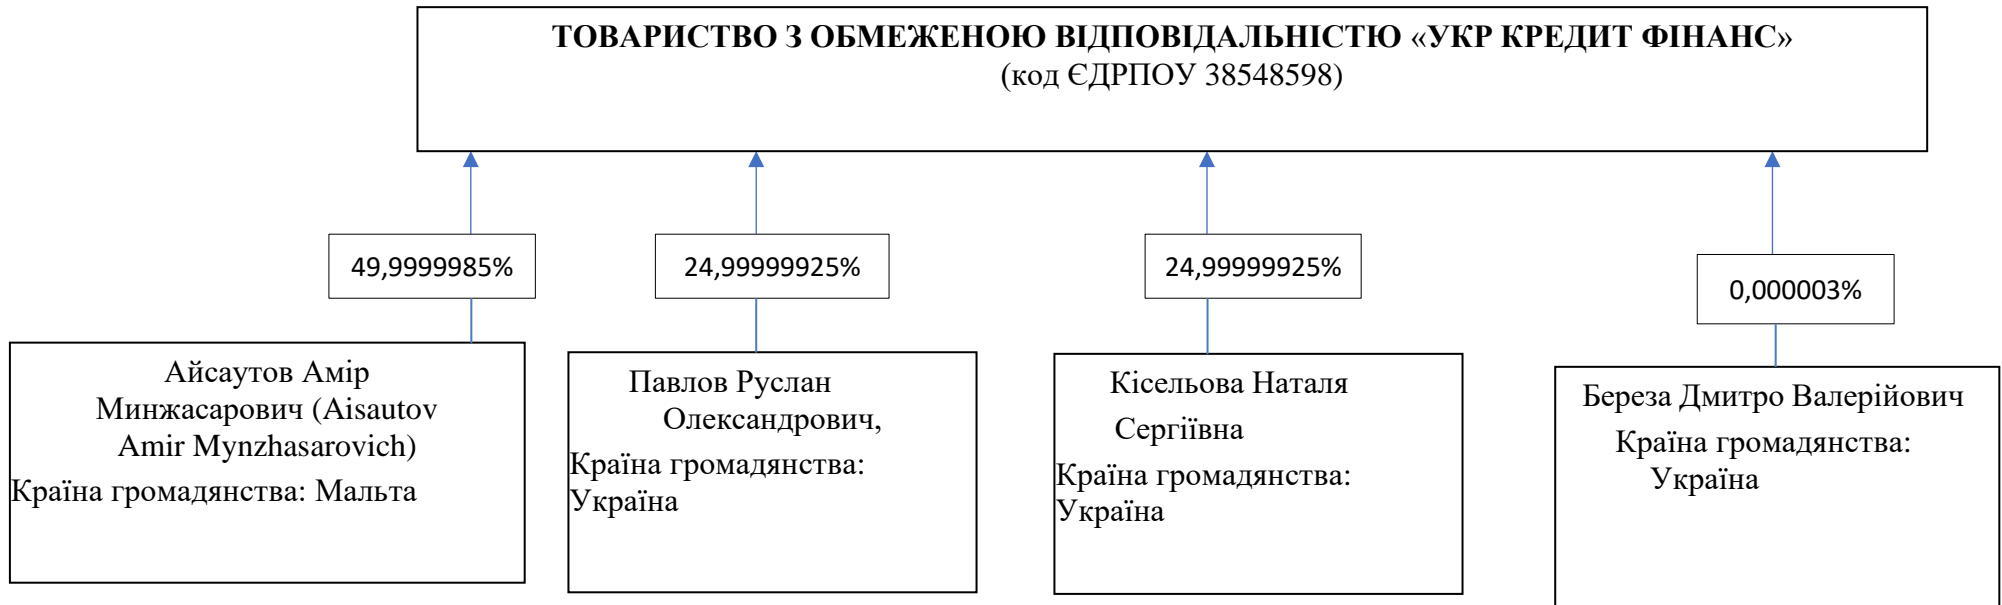 ТОВАРИСТВО З ОБМЕЖЕНОЮ ВІДПОВІДАЛЬНІСТЮ «УКР КРЕДИТ ФІНАНС»
(код ЄДРПОУ 38548598)
49,9999985%
24,99999925%
24,99999925%
0,000003%
Айсаутов Амір
Минжасарович (Aisautov
Amir Mynzhasarovich)
Країна громадянства: Мальта
Павлов Руслан
Олександрович,
Країна громадянства:
Україна
Кісельова Наталя
Сергіївна
Країна громадянства:
Україна
Береза Дмитро Валерійович
Країна громадянства:
Україна